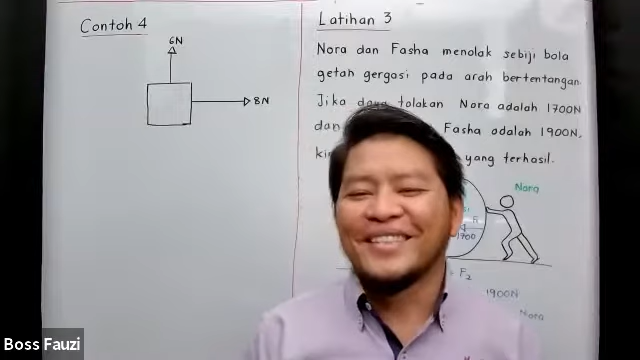 Contoh 4
6N
8N
Latihan 3
Nora dan Fasha menolak sebiji bola
getah gergasi pada arah bertentangan.
Jika daya tolakan Nora adalah 1700N
dan Fasha adalah 1900N,
yang terhasil.
Nora
1700
F₂
1900N
Nora
Boss Fauzi